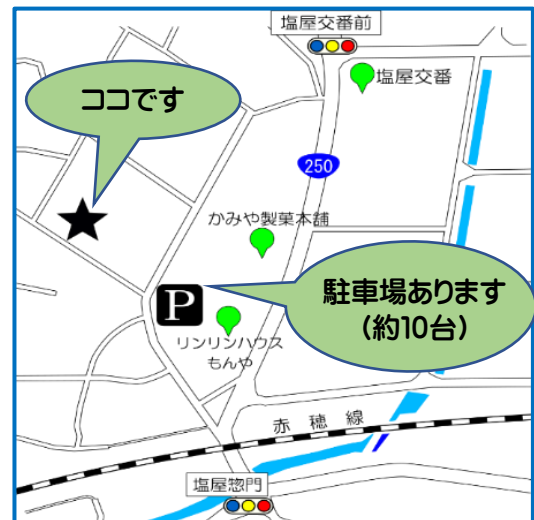 塩屋交番前
塩屋交番
ココです
250
かみや製菓本舗
駐車場あります
（約10台）
P
リンリンハウス
もんや
赤穂線
塩屋惣門